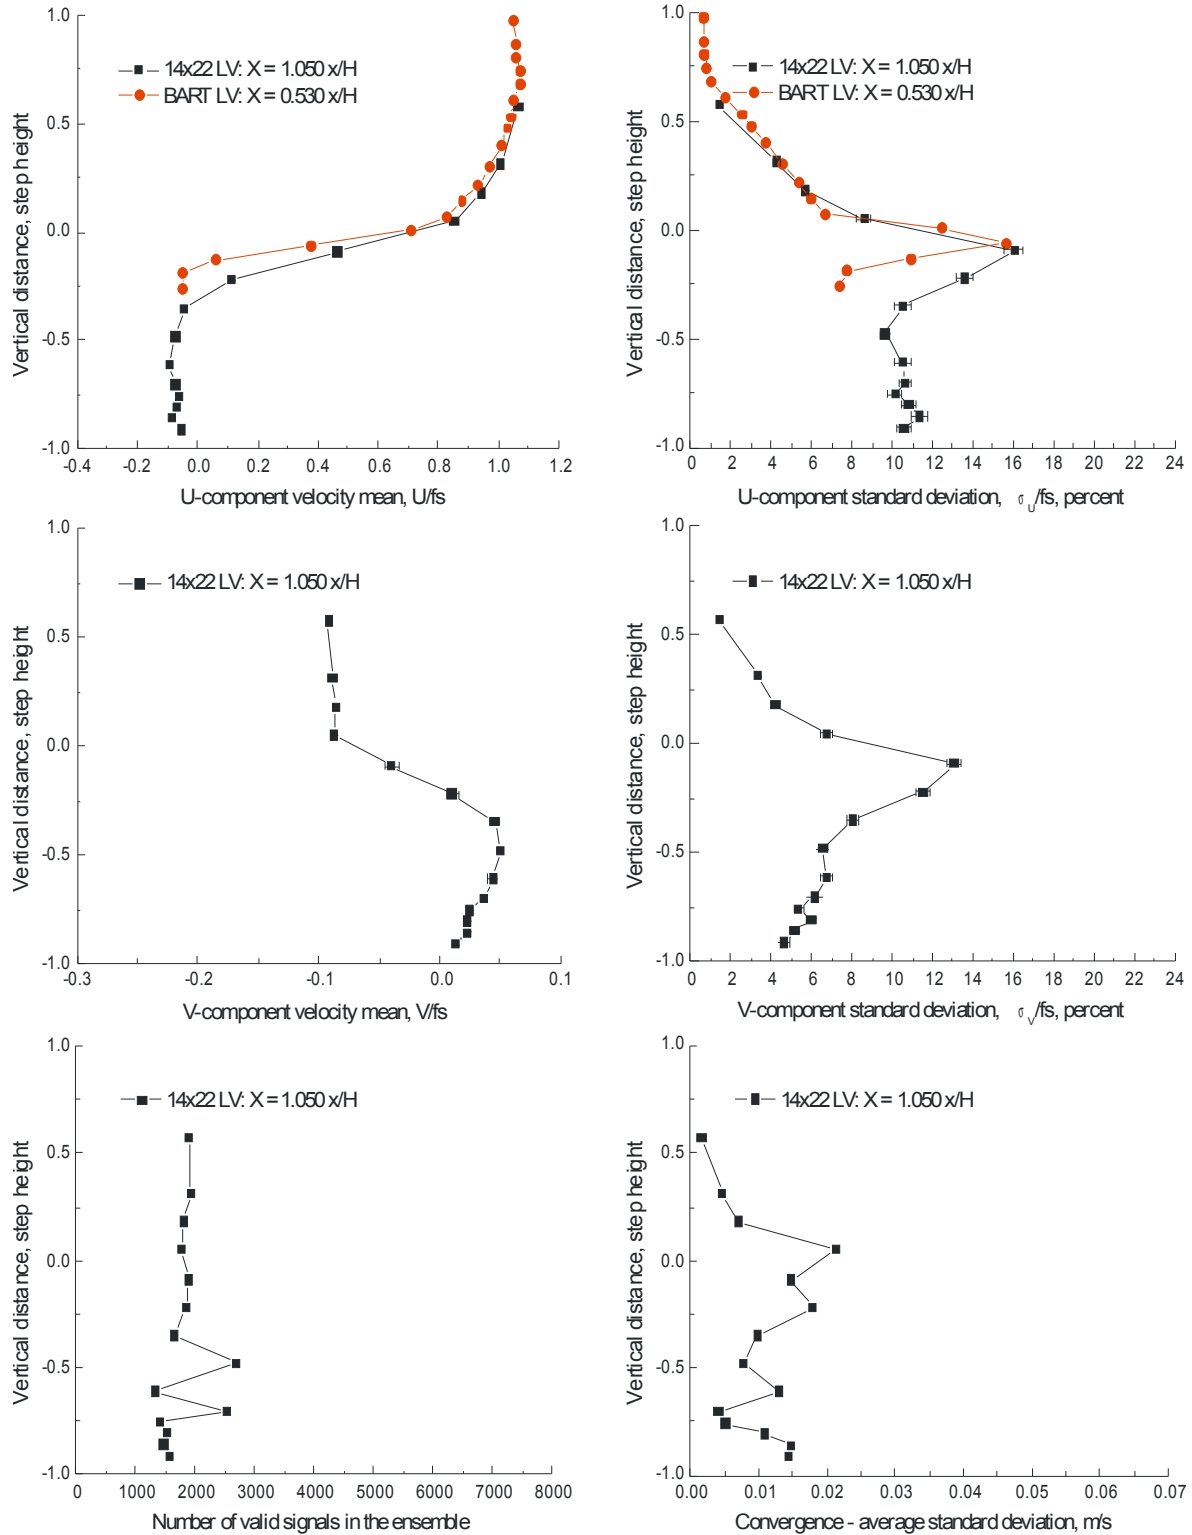 1.0
0.5
0.0
-0.5
-1.0
Vertical distance, step height
14x22 LV: X = 1.050 x/H
BART LV: X = 0.530 x/H
-0.4 -0.2 0.0 0.2 0.4 0.6 0.8 1.0 1.2
U-component velocity mean, U/fs
1.0
0.5
0.0
-0.5
-1.0
Vertical distance, step height
14x22 LV: X = 1.050 x/H
BART LV: X = 0.530 x/H
0 2 4 6 8 10 12 14 16 18 20 22 24
U-component standard deviation, σU/fs, percent
1.0
0.5
0.0
-0.5
-1.0
Vertical distance, step height
14x22 LV: X = 1.050 x/H
-0.3 -0.2 -0.1 0.0 0.1
V-component velocity mean, V/fs
1.0
0.5
0.0
-0.5
-1.0
Vertical distance, step height
14x22 LV: X = 1.050 x/H
0 2 4 6 8 10 12 14 16 18 20 22 24
V-component standard deviation, σV/fs, percent
1.0
0.5
0.0
-0.5
-1.0
Vertical distance, step height
14x22 LV: X = 1.050 x/H
0 1000 2000 3000 4000 5000 6000 7000 8000
Number of valid signals in the ensemble
1.0
0.5
0.0
-0.5
-1.0
Vertical distance, step height
14x22 LV: X = 1.050 x/H
0.00 0.01 0.02 0.03 0.04 0.05 0.06 0.07
Convergence - average standard deviation, m/s